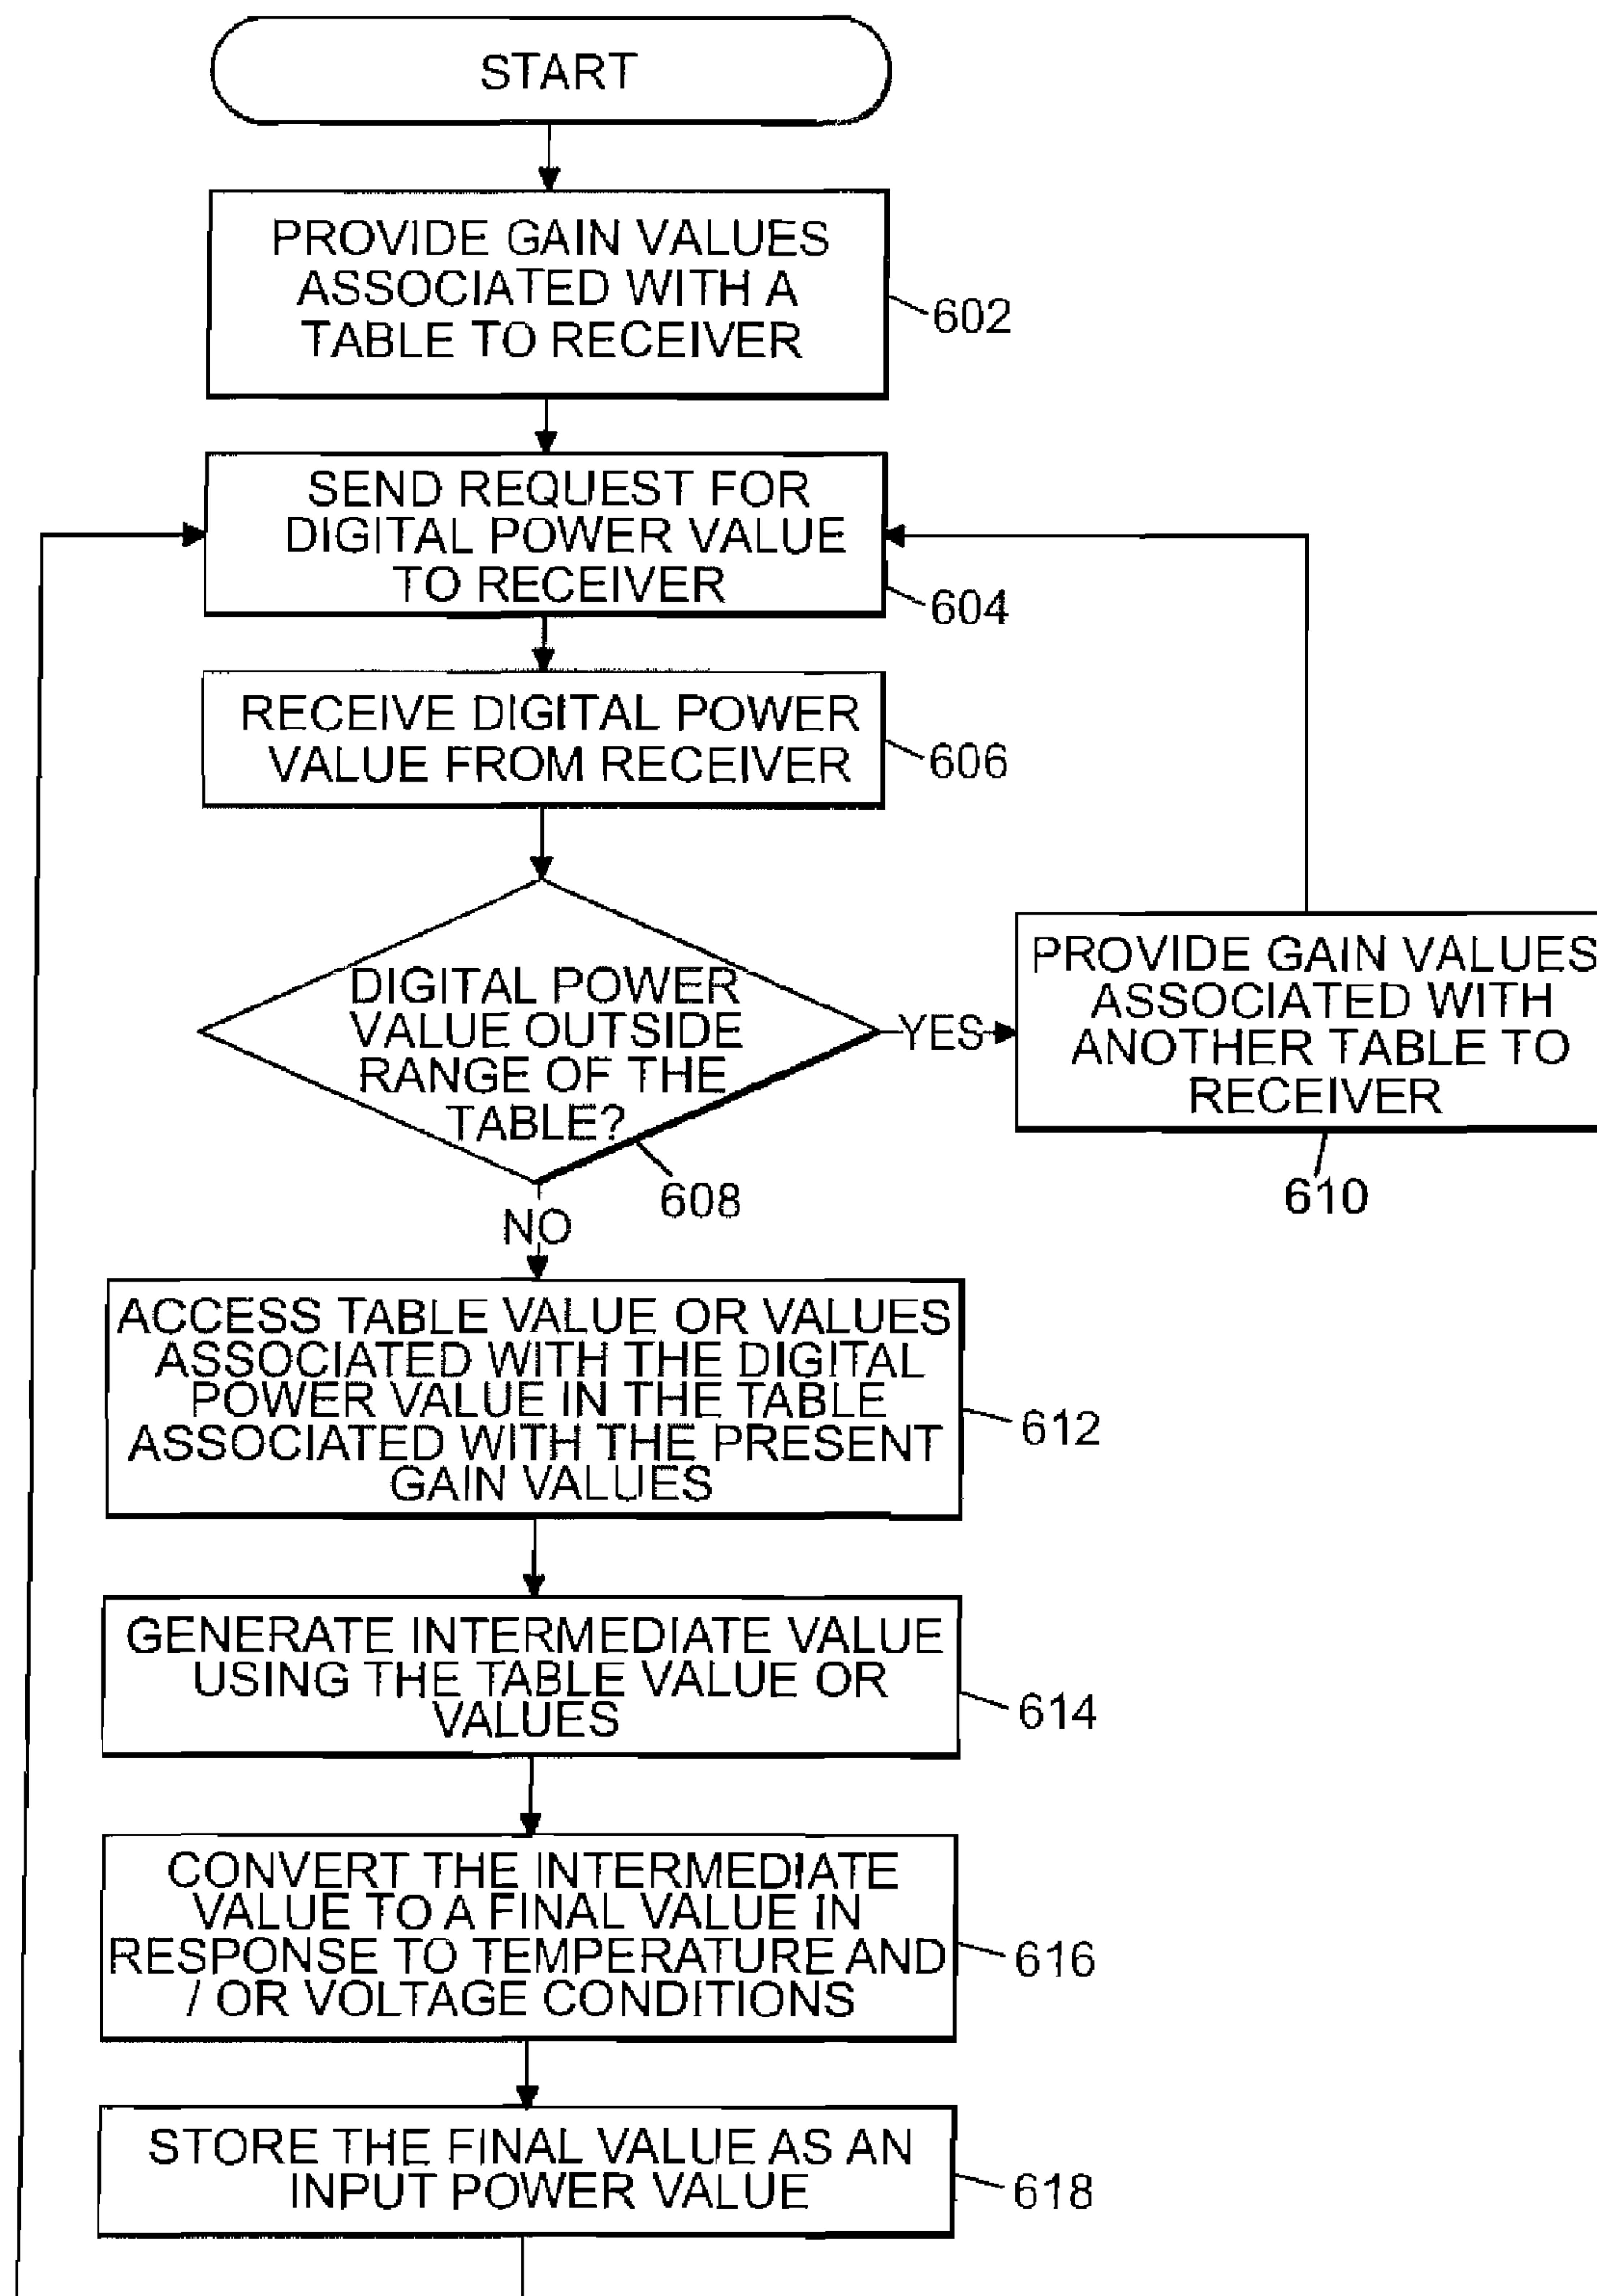 START
PROVIDE GAIN VALUES
ASSOCIATED WITH A
TABLE TO RECEIVER
602
SEND REQUEST FOR
DIGITAL POWER VALUE
TO RECEIVER
604
RECEIVE DIGITAL POWER
VALUE FROM RECEIVER
606
DIGITAL POWER
VALUE OUTSIDE
RANGE OF THE
TABLE?
608
YES
PROVIDE GAIN VALUES
ASSOCIATED WITH
ANOTHER TABLE TO
RECEIVER
610
NO
ACCESS TABLE VALUE OR VALUES
ASSOCIATED WITH THE DIGITAL
POWER VALUE IN THE TABLE
ASSOCIATED WITH THE PRESENT
GAIN VALUES
612
GENERATE INTERMEDIATE VALUE
USING THE TABLE VALUE OR
VALUES
614
CONVERT THE INTERMEDIATE
VALUE TO A FINAL VALUE IN
RESPONSE TO TEMPERATURE AND
/ OR VOLTAGE CONDITIONS
616
STORE THE FINAL VALUE AS AN
INPUT POWER VALUE
618